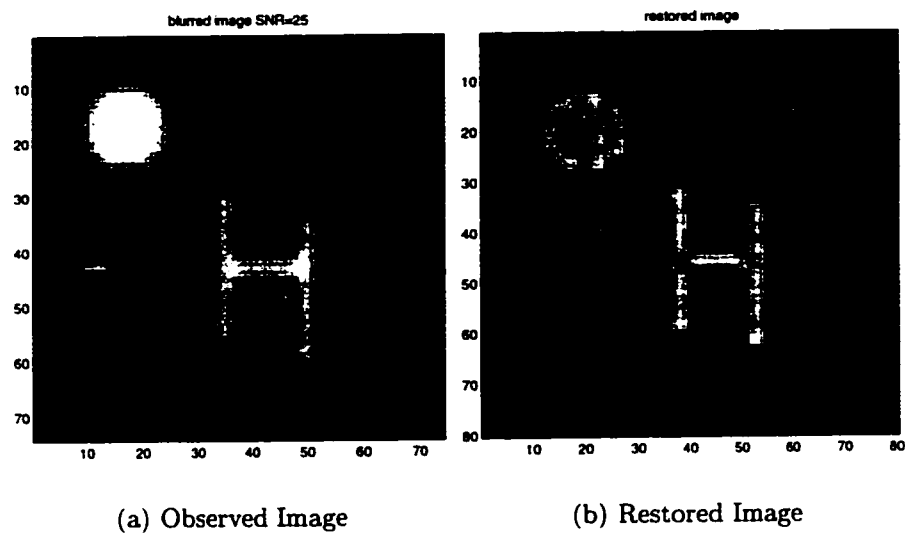 blurred image SNR=25
10
20
30
40
50
60
70
10 20 30 40 50 60 70
(a) Observed Image
restored image
10
20
30
40
50
60
70
80
10 20 30 40 50 60 70 80
(b) Restored Image